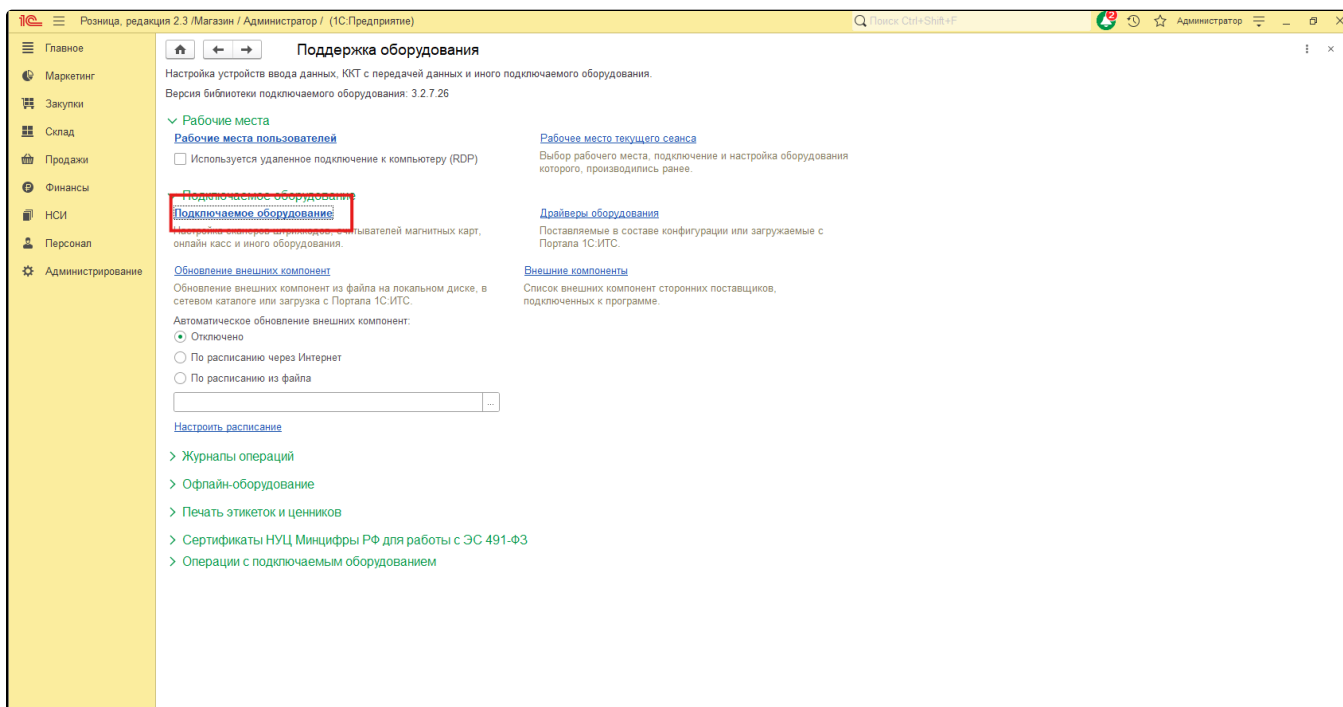 1С Розница, редакция 2.3 /Магазин / Администратор / (1С:Предприятие)
Поиск Ctrl+Shift+F
2
Администратор
Главное
Маркетинг
Закупки
Склад
Продажи
Финансы
НСИ
Персонал
Администрирование
Поддержка оборудования
Настройка устройств ввода данных, ККТ с передачей данных и иного подключаемого оборудования.
Версия библиотеки подключаемого оборудования: 3.2.7.26
Рабочие места
Рабочие места пользователей
Используется удаленное подключение к компьютеру (RDP)
Рабочее место текущего сеанса
Выбор рабочего места, подключение и настройка оборудования
которого, производились ранее.
Подключаемое оборудование
Подключаемое оборудование
Настройка сканеров штрихкодов, считывателей магнитных карт,
онлайн касс и иного оборудования.
Драйверы оборудования
Поставляемые в составе конфигурации или загружаемые с
Портала 1С:ИТС.
Обновление внешних компонент
Обновление внешних компонент из файла на локальном диске, в
сетевом каталоге или загрузка с Портала 1С:ИТС.
Внешние компоненты
Список внешних компонент сторонних поставщиков,
подключенных к программе.
Автоматическое обновление внешних компонент:
Отключено
По расписанию через Интернет
По расписанию из файла
...
Настроить расписание
Журналы операций
Офлайн-оборудование
Печать этикеток и ценников
Сертификаты НУЦ Минцифры РФ для работы с ЭС 491-ФЗ
Операции с подключаемым оборудованием